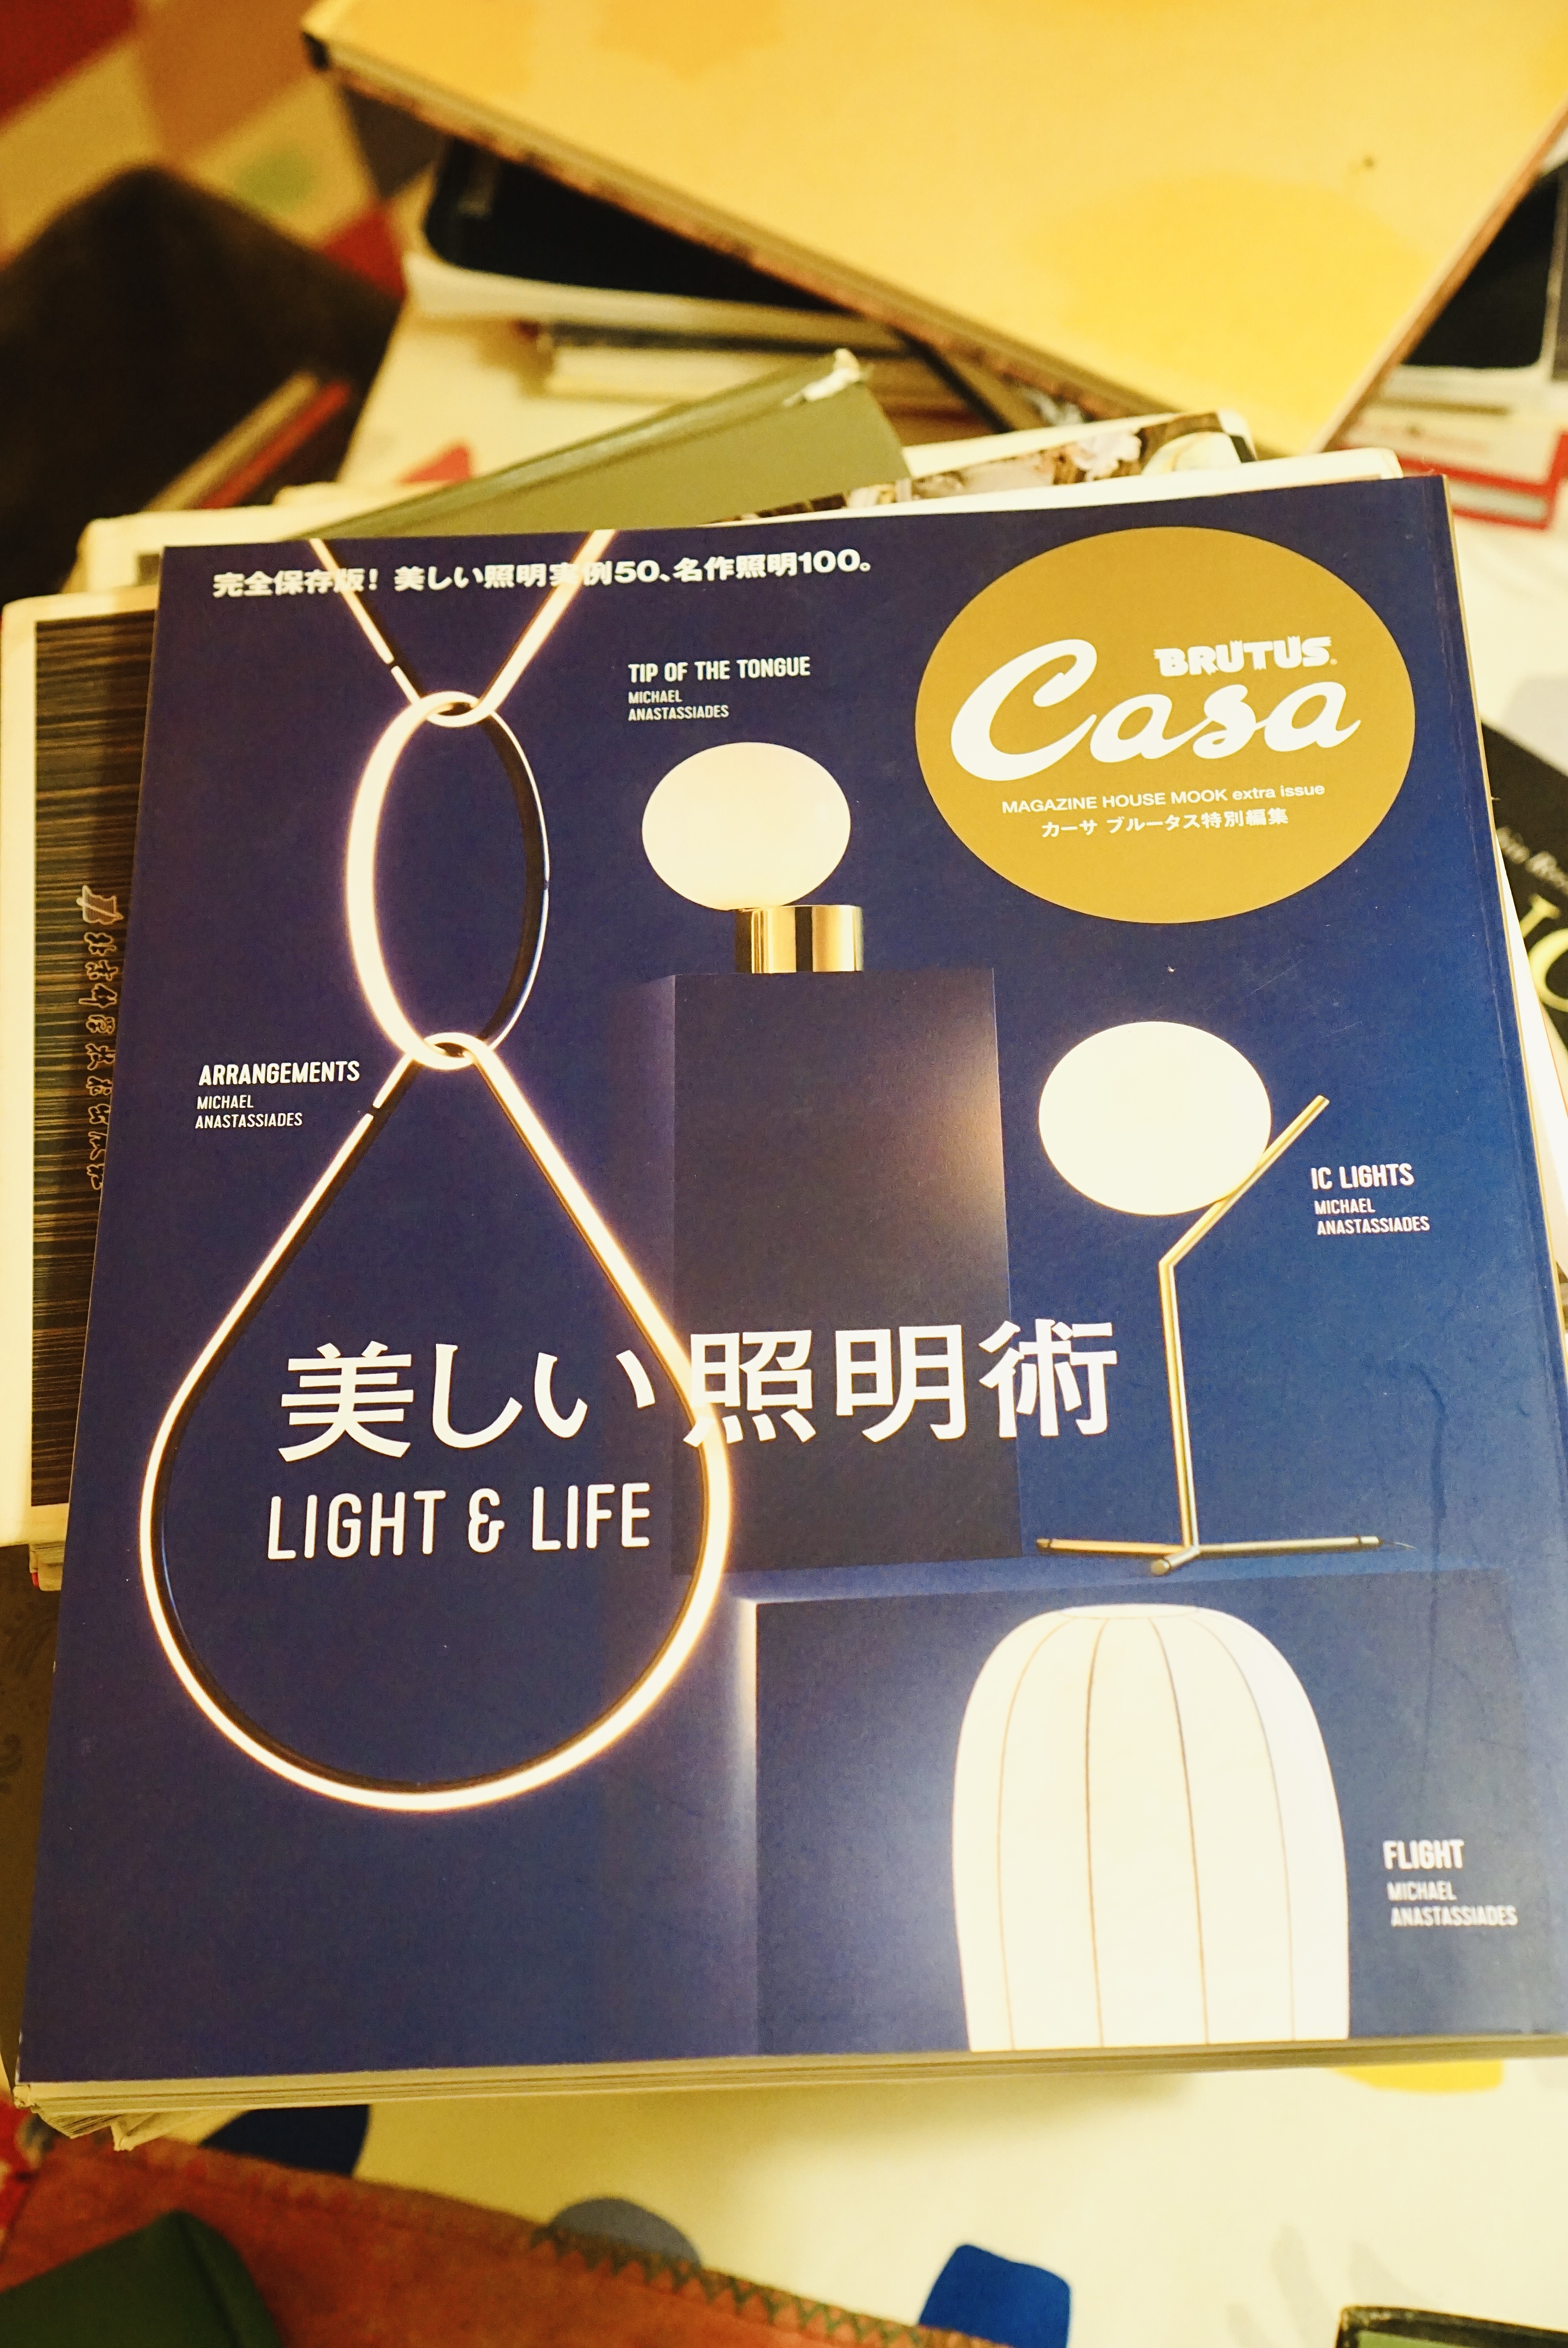 完全保存版! 美しい照明実例50、名作照明100。
BRUTUS
Casa
MAGAZINE HOUSE MOOK extra issue
カーサ ブルータス特別編集
TIP OF THE TONGUE
MICHAEL
ANASTASSIADES
ARRANGEMENTS
MICHAEL
ANASTASSIADES
IC LIGHTS
MICHAEL
ANASTASSIADES
美しい照明術
LIGHT & LIFE
FLIGHT
MICHAEL
ANASTASSIADES